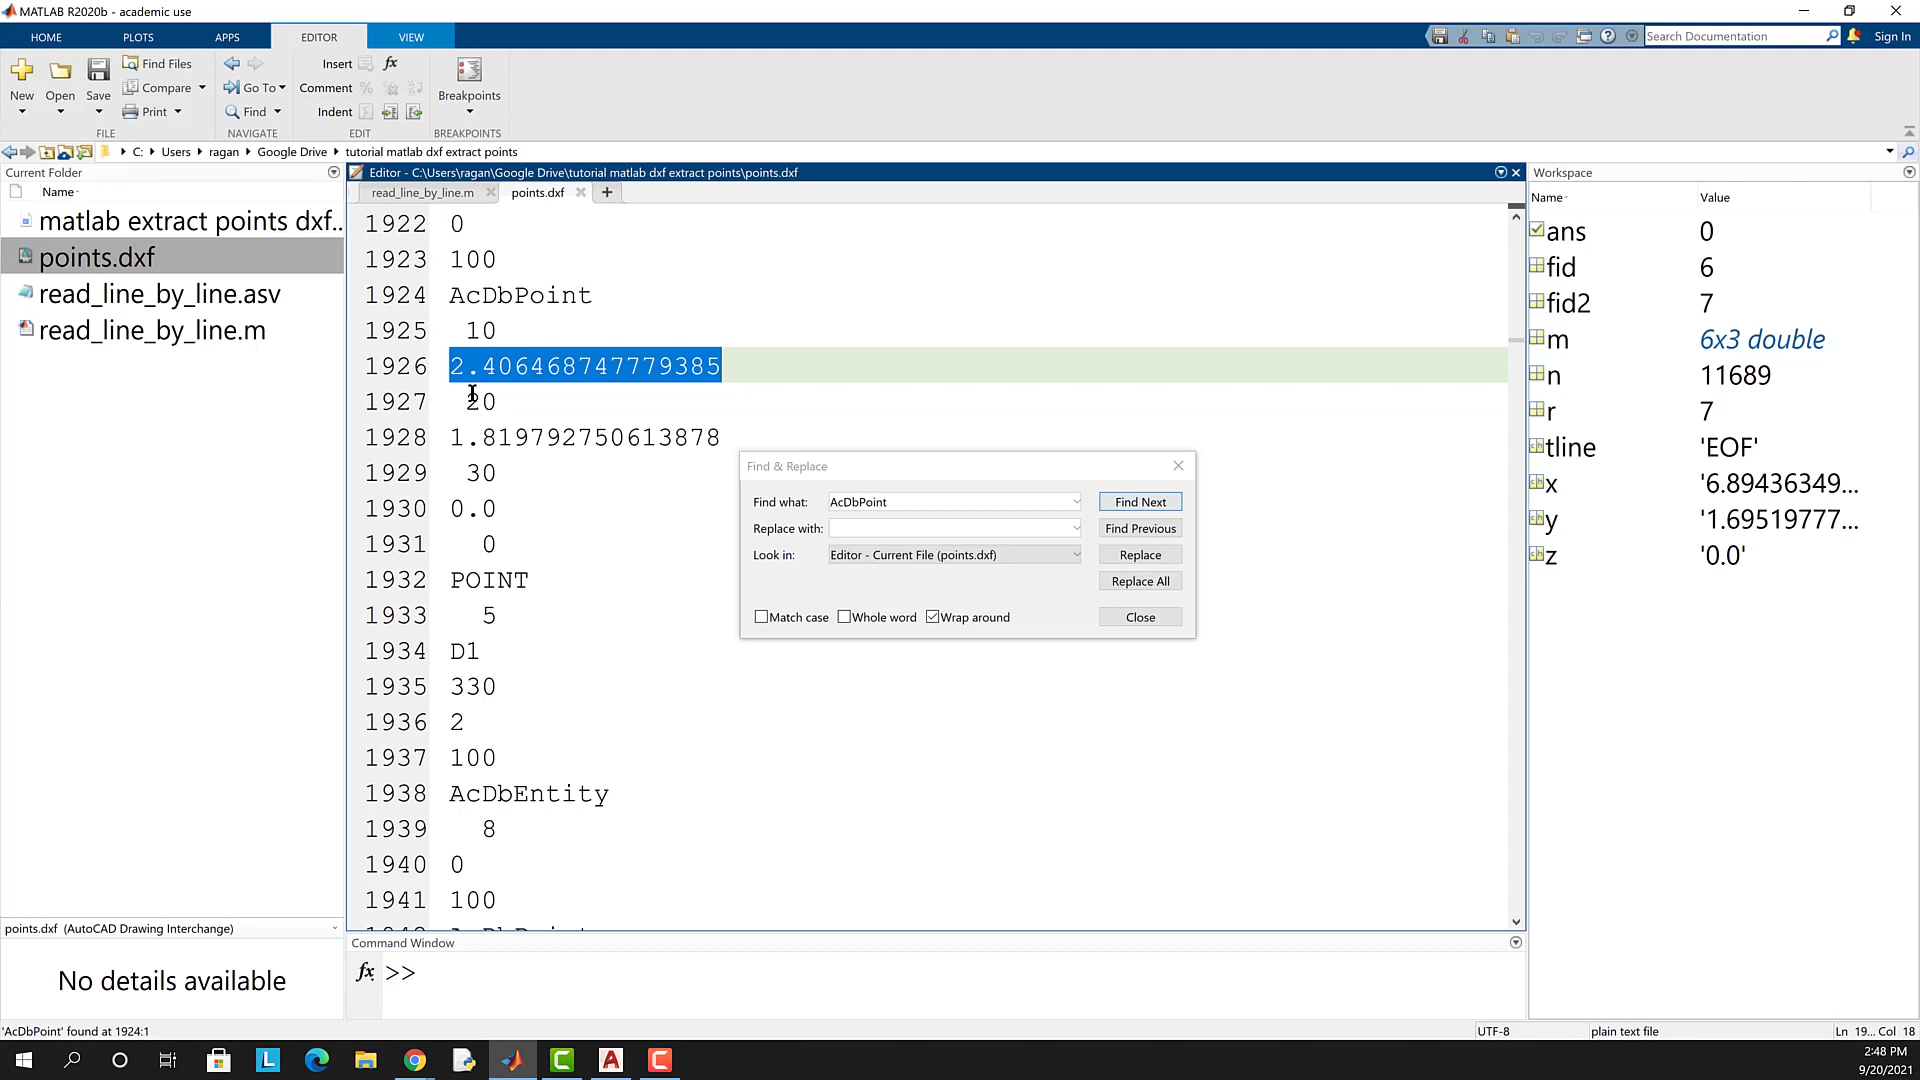 MATLAB R2020b - academic use
HOME PLOTS APPS EDITOR VIEW
Search Documentation Sign In
New Open Save Find Files Compare Print
FILE
Go To Find
NAVIGATE
Insert fx
Comment
Indent
EDIT
Breakpoints
BREAKPOINTS
C: Users ragan Google Drive tutorial matlab dxf extract points
Current Folder
Name
matlab extract points dxf..
points.dxf
read_line_by_line.asv
read_line_by_line.m
points.dxf (AutoCAD Drawing Interchange)
No details available
Editor - C:\Users\ragan\Google Drive\tutorial matlab dxf extract points\points.dxf
read_line_by_line.m points.dxf +
1922 0
1923 100
1924 AcDbPoint
1925 10
1926 2.406468747779385
1927 20
1928 1.819792750613878
1929 30
1930 0.0
1931 0
1932 POINT
1933 5
1934 D1
1935 330
1936 2
1937 100
1938 AcDbEntity
1939 8
1940 0
1941 100
Find & Replace
Find what: AcDbPoint Find Next
Replace with: Find Previous
Look in: Editor - Current File (points.dxf) Replace
Replace All
Match case Whole word Wrap around Close
Command Window
fx >>
Workspace
Name Value
ans 0
fid 6
fid2 7
m 6x3 double
n 11689
r 7
tline 'EOF'
x '6.89436349...
y '1.69519777...
z '0.0'
'AcDbPoint' found at 1924:1
UTF-8 plain text file Ln 19... Col 18
2:48 PM
9/20/2021